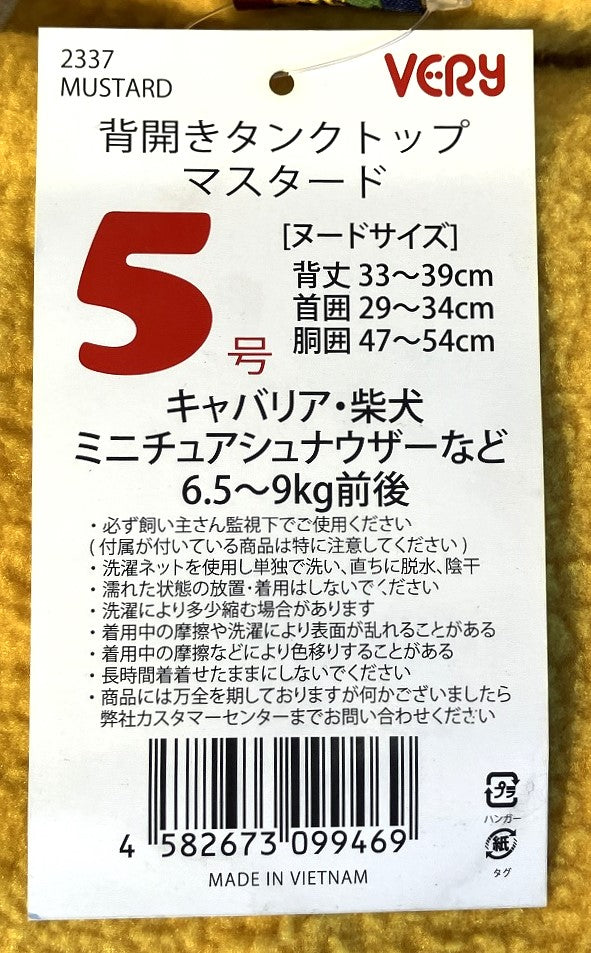 2337
MUSTARD
VERY
背開きタンクトップ
マスタード
5号
[ヌードサイズ]
背丈 33〜39cm
首囲 29〜34cm
胴囲 47〜54cm
キャバリア・柴犬
ミニチュアシュナウザーなど
6.5〜9kg前後
・必ず飼い主さん監視下でご使用ください
(付属が付いている商品は特に注意してください)
・洗濯ネットを使用し単独で洗い、直ちに脱水、陰干
・濡れた状態の放置・着用はしないでください
・洗濯により多少縮む場合があります
・着用中の摩擦や洗濯により表面が乱れることがある
・着用中の摩擦などにより色移りすることがある
・長時間着着せたままにしないでください
・商品には万全を期しておりますが何かございましたら
弊社カスタマーセンターまでお問い合わせください
4 582673 099469
MADE IN VIETNAM
プラ
ハンガー
紙
タグ